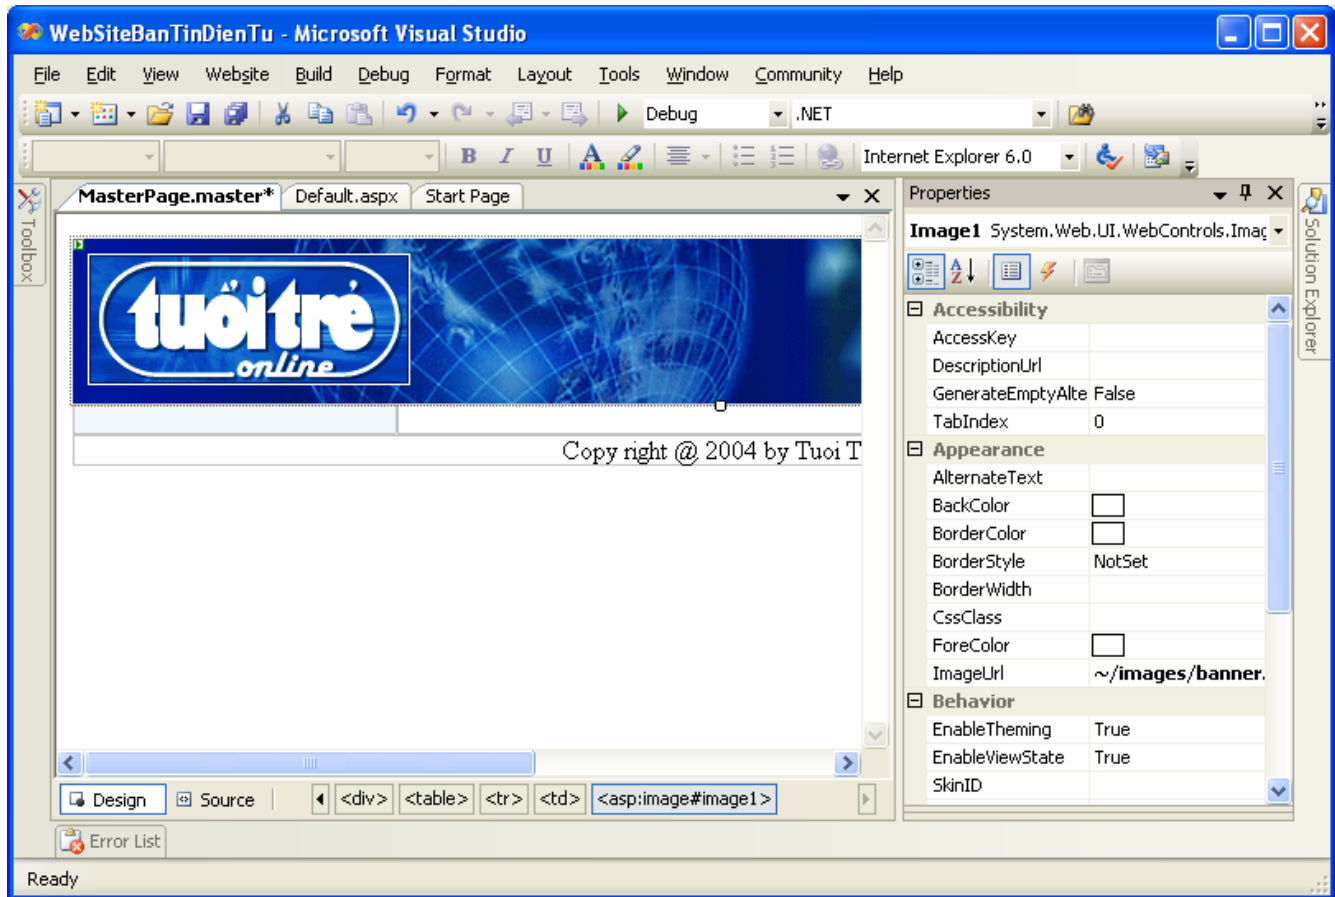 WebSiteBanTinDienTu - Microsoft Visual Studio
File Edit View Website Build Debug Format Layout Tools Window Community Help
Debug .NET
B I U A Internet Explorer 6.0
Toolbox
MasterPage.master* Default.aspx Start Page
tuổi trẻ
online
Copy right @ 2004 by Tuoi T
Design Source <div> <table> <tr> <td> <asp:image#image1>
Properties
Image1 System.Web.UI.WebControls.Imag
Accessibility
AccessKey
DescriptionUrl
GenerateEmptyAlte False
TabIndex 0
Appearance
AlternateText
BackColor
BorderColor
BorderStyle NotSet
BorderWidth
CssClass
ForeColor
ImageUrl ~/images/banner.
Behavior
EnableTheming True
EnableViewState True
SkinID
Solution Explorer
Error List
Ready